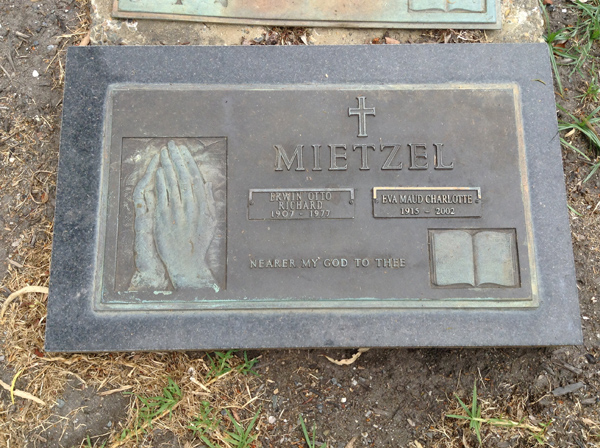 MIETZEL
ERWIN OTTO
RICHARD
1907 - 1977
EVA MAUD CHARLOTTE
1915 - 2002
NEARER MY GOD TO THEE